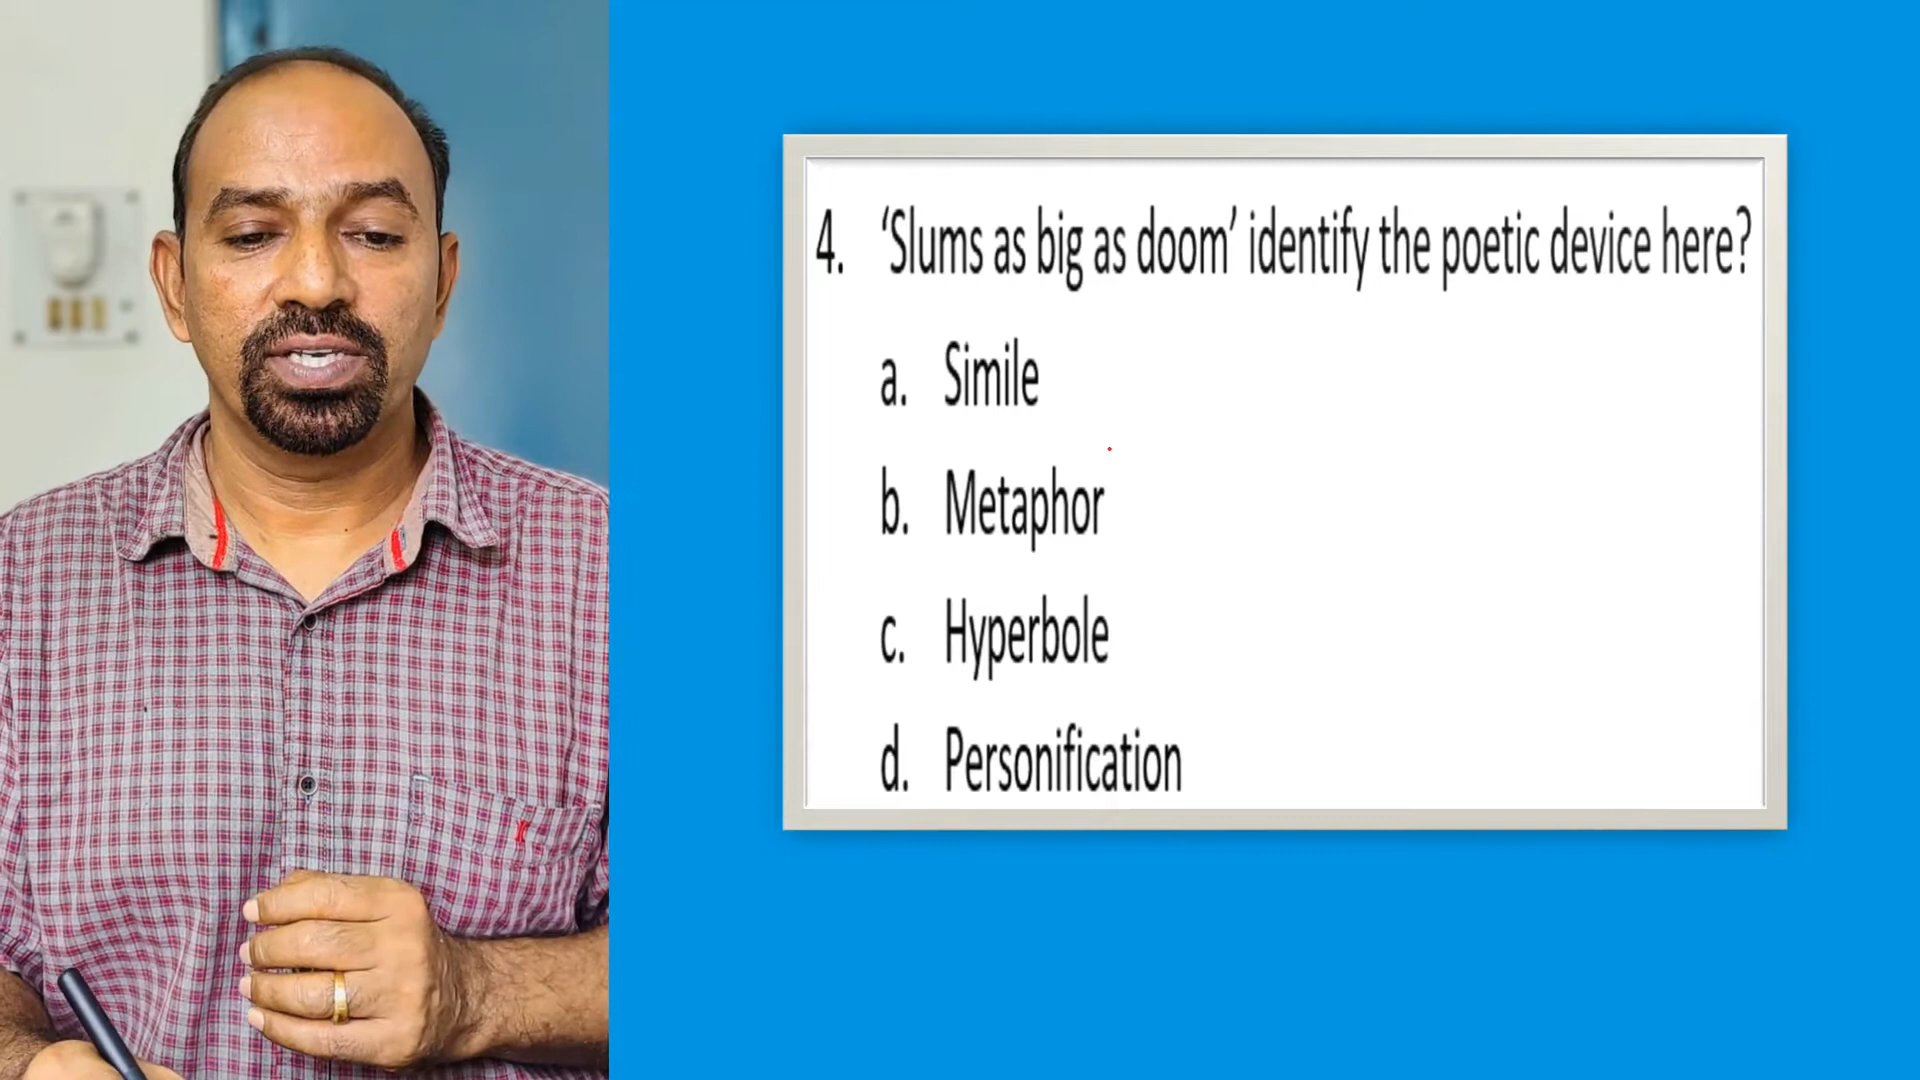 4. ‘Slums as big as doom’ identify the poetic device here?
a. Simile
b. Metaphor
c. Hyperbole
d. Personification